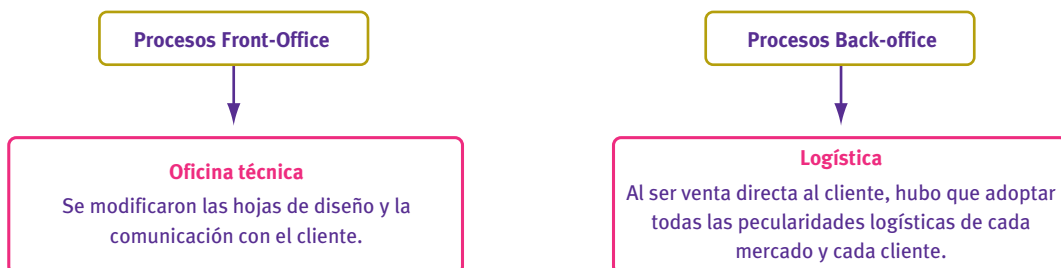 Procesos Front-Office
Oficina técnica
Se modificaron las hojas de diseño y la
comunicación con el cliente.
Procesos Back-office
Logística
Al ser venta directa al cliente, hubo que adoptar
todas las pecularidades logísticas de cada
mercado y cada cliente.